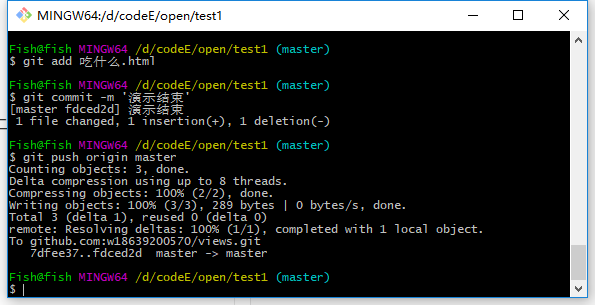 MINGW64:/d/codeE/open/test1
Fish@fish MINGW64 /d/codeE/open/test1 (master)
$ git add 吃什么.html
Fish@fish MINGW64 /d/codeE/open/test1 (master)
$ git commit -m '演示结束'
[master fdced2d] 演示结束
 1 file changed, 1 insertion(+), 1 deletion(-)
Fish@fish MINGW64 /d/codeE/open/test1 (master)
$ git push origin master
Counting objects: 3, done.
Delta compression using up to 8 threads.
Compressing objects: 100% (2/2), done.
Writing objects: 100% (3/3), 289 bytes | 0 bytes/s, done.
Total 3 (delta 1), reused 0 (delta 0)
remote: Resolving deltas: 100% (1/1), completed with 1 local object.
To github.com:w18639200570/views.git
   7dfee37..fdced2d  master -> master
Fish@fish MINGW64 /d/codeE/open/test1 (master)
$